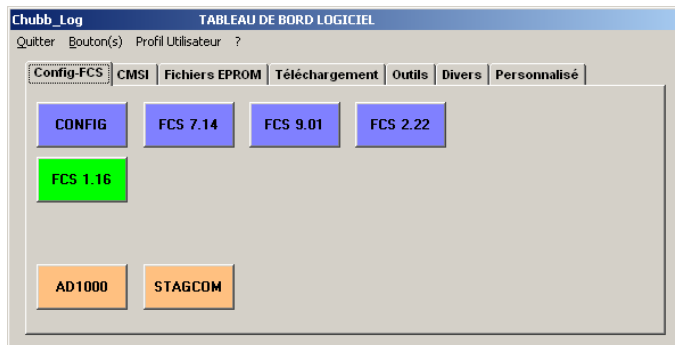 Chubb_Log TABLEAU DE BORD LOGICIEL
Quitter Bouton(s) Profil Utilisateur ?
Config-FCS CMSI Fichiers EPROM Téléchargement Outils Divers Personnalisé
CONFIG FCS 7.14 FCS 9.01 FCS 2.22
FCS 1.16
AD1000 STAGCOM